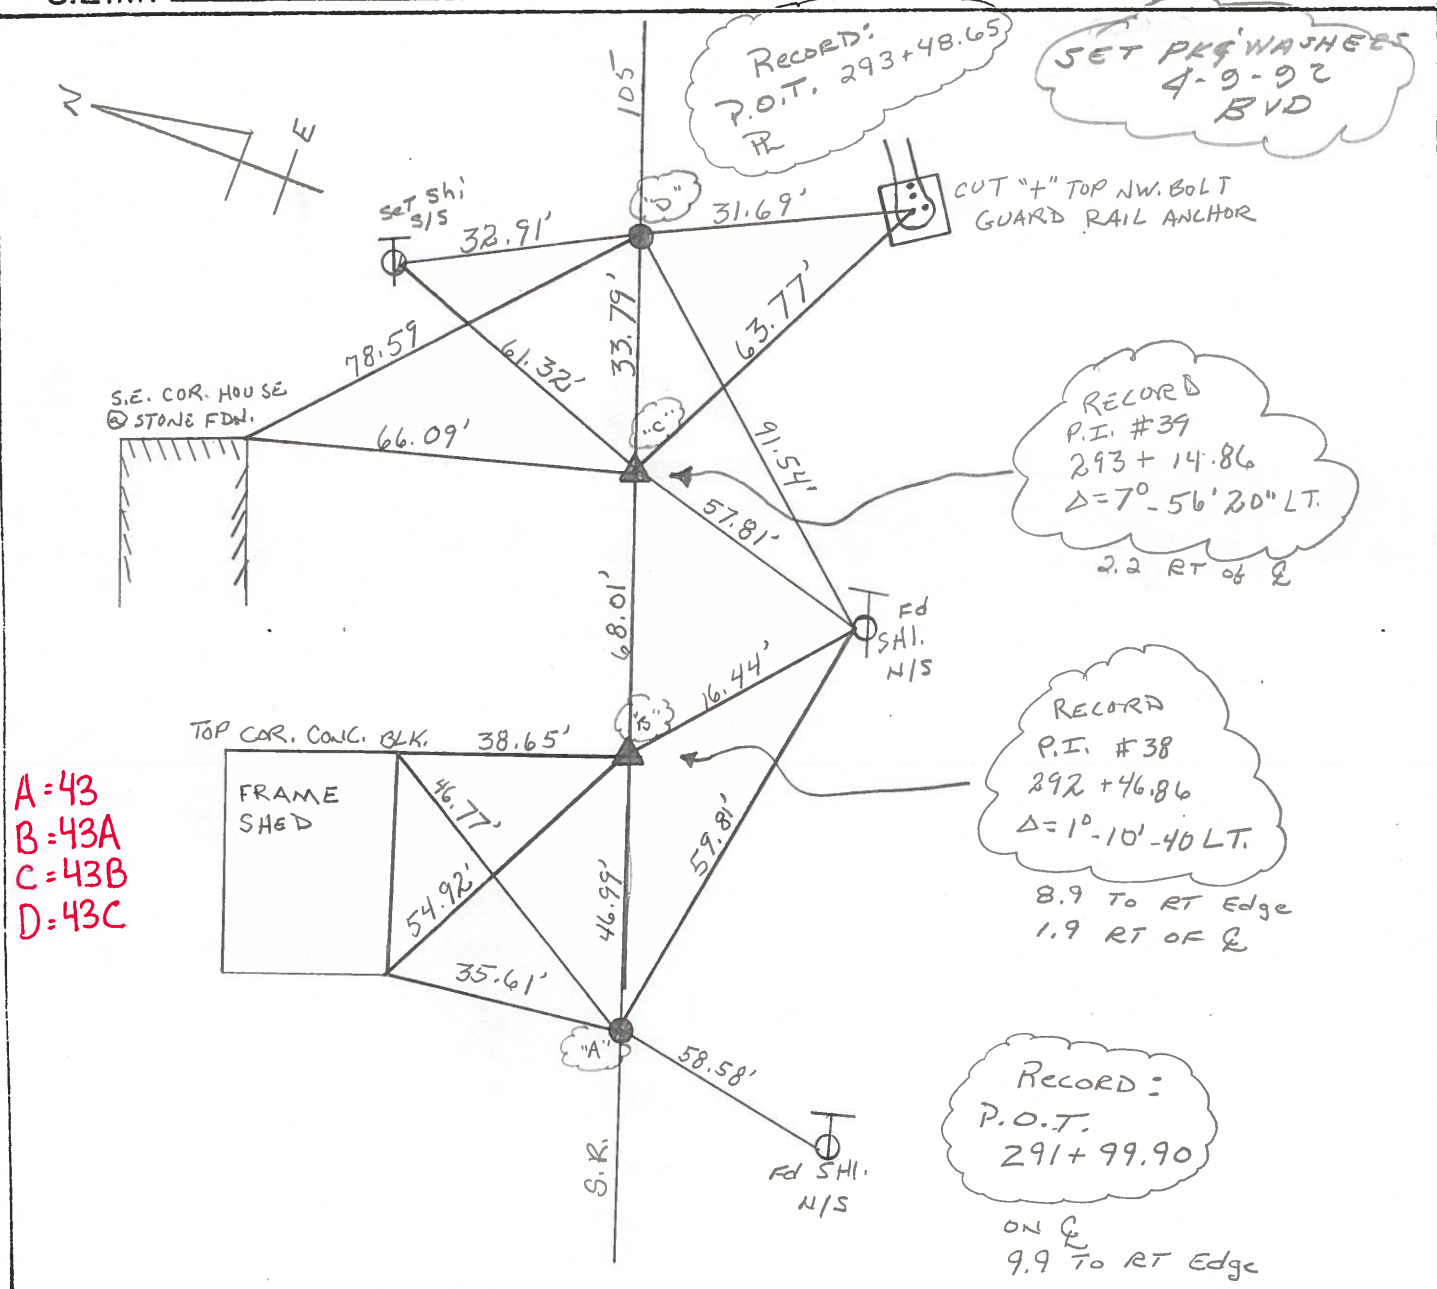 RECORD:
P.O.T. 293+48.65
PL
SET PK & WASHERS
4-9-92
BVD
N
E
105
"D"
31.69'
CUT "+" TOP NW. BOLT
GUARD RAIL ANCHOR
SET Shi
S/S
32.91'
33.79'
63.77'
78.59
61.32'
S.E. COR. HOUSE
@ STONE FDN.
66.09'
"C"
91.54'
57.81'
RECORD
P.I. #39
293+ 14.86
Δ=7°-56' 20" LT.
2.2 RT of ℄
68.01'
Fd
SHI.
N/S
16.44'
"B"
TOP COR. CONC. BLK.
38.65'
RECORD
P.I. #38
292 +46.86
Δ=1°-10'-40 LT.
8.9 To RT Edge
1.9 RT OF ℄
FRAME
SHED
46.77'
54.92'
46.99'
59.81'
A=43
B=43A
C=43B
D=43C
35.61'
"A"
58.58'
S.R.
Fd SHI.
N/S
RECORD:
P.O.T.
291+ 99.90
ON ℄
9.9 To RT Edge